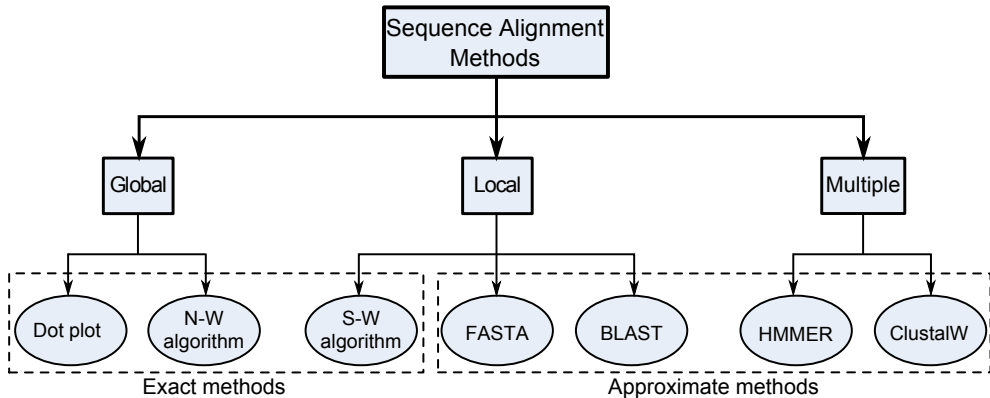 Sequence Alignment
Methods
Global
Local
Multiple
Dot plot
N-W
algorithm
S-W
algorithm
FASTA
BLAST
HMMER
ClustalW
Exact methods
Approximate methods